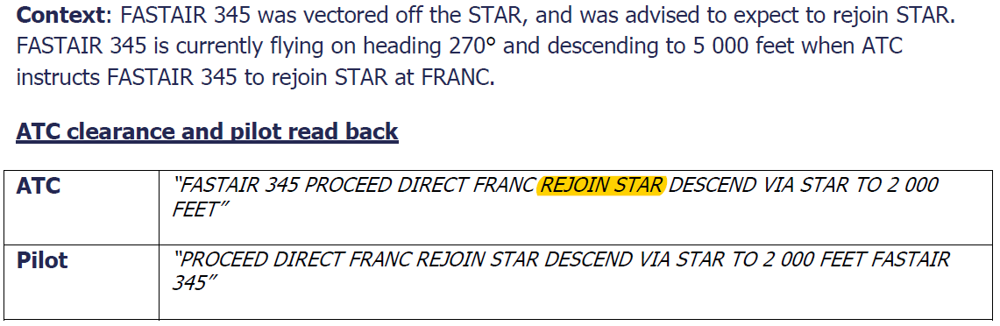 Context: FASTAIR 345 was vectored off the STAR, and was advised to expect to rejoin STAR.
FASTAIR 345 is currently flying on heading 270° and descending to 5 000 feet when ATC
instructs FASTAIR 345 to rejoin STAR at FRANC.
ATC clearance and pilot read back
ATC
“FASTAIR 345 PROCEED DIRECT FRANC REJOIN STAR DESCEND VIA STAR TO 2 000
FEET”
Pilot
“PROCEED DIRECT FRANC REJOIN STAR DESCEND VIA STAR TO 2 000 FEET FASTAIR
345”